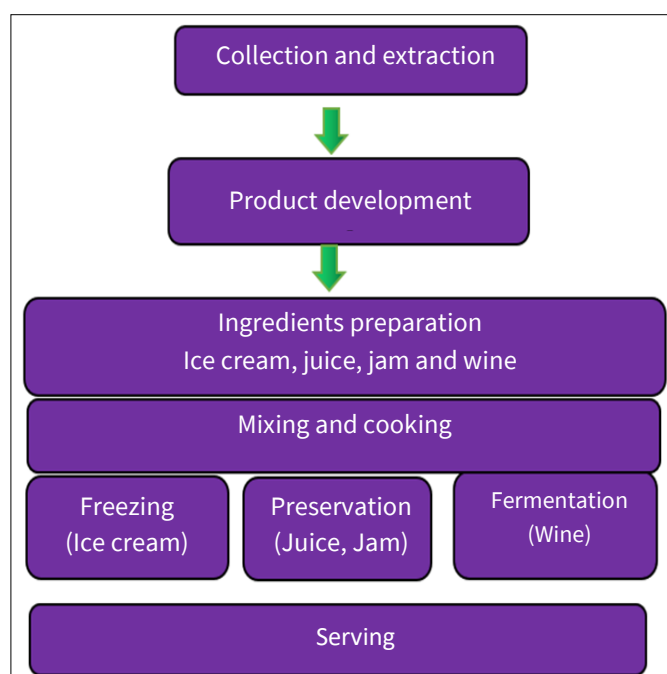 Collection and extraction
Product development
Ingredients preparation
Ice cream, juice, jam and wine
Mixing and cooking
Freezing
(Ice cream)
Preservation
(Juice, Jam)
Fermentation
(Wine)
Serving